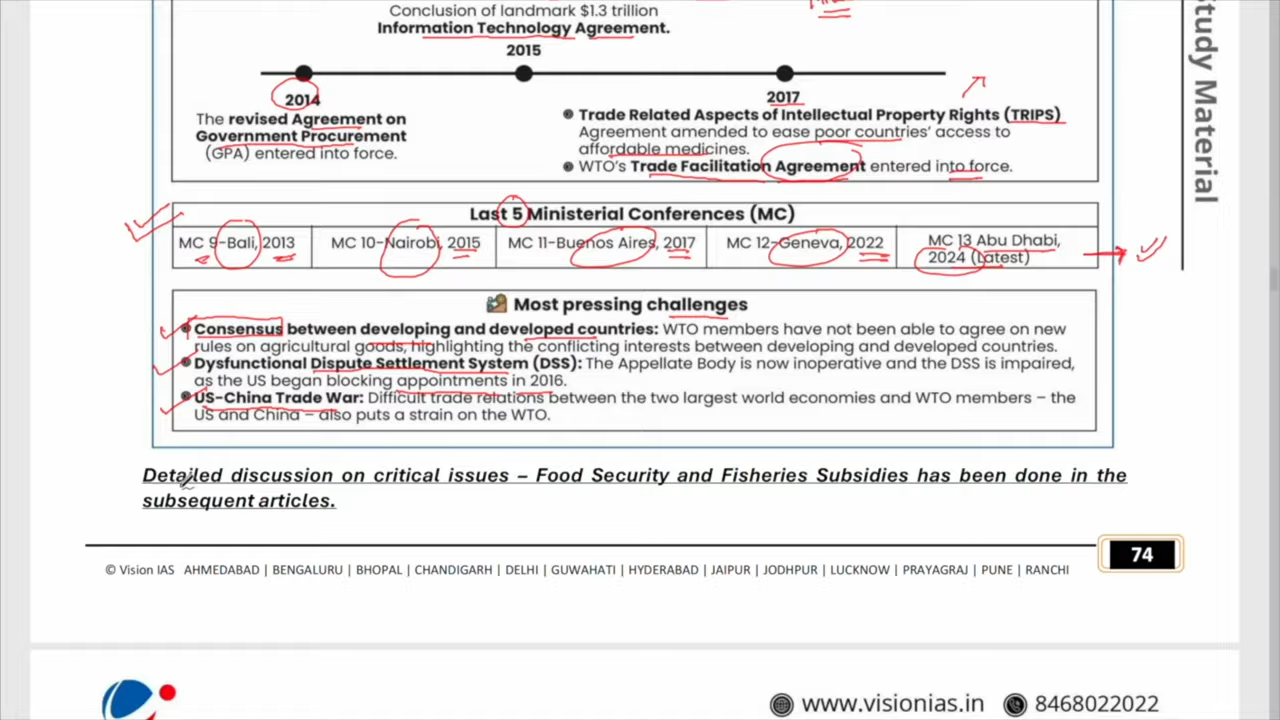 Conclusion of landmark $1.3 trillion
Information Technology Agreement.
2015
2014
The revised Agreement on
Government Procurement
(GPA) entered into force.
2017
Trade Related Aspects of Intellectual Property Rights (TRIPS)
Agreement amended to ease poor countries' access to
affordable medicines.
WTO's Trade Facilitation Agreement entered into force.
Last 5 Ministerial Conferences (MC)
MC 9-Bali, 2013
MC 10-Nairobi, 2015
MC 11-Buenos Aires, 2017
MC 12-Geneva, 2022
MC 13 Abu Dhabi,
2024 (Latest)
Most pressing challenges
Consensus between developing and developed countries: WTO members have not been able to agree on new
rules on agricultural goods, highlighting the conflicting interests between developing and developed countries.
Dysfunctional Dispute Settlement System (DSS): The Appellate Body is now inoperative and the DSS is impaired,
as the US began blocking appointments in 2016.
US-China Trade War: Difficult trade relations between the two largest world economies and WTO members – the
US and China – also puts a strain on the WTO.
Detailed discussion on critical issues – Food Security and Fisheries Subsidies has been done in the
subsequent articles.
74
© Vision IAS AHMEDABAD | BENGALURU | BHOPAL | CHANDIGARH | DELHI | GUWAHATI | HYDERABAD | JAIPUR | JODHPUR | LUCKNOW | PRAYAGRAJ | PUNE | RANCHI
www.visionias.in
8468022022
Study Material